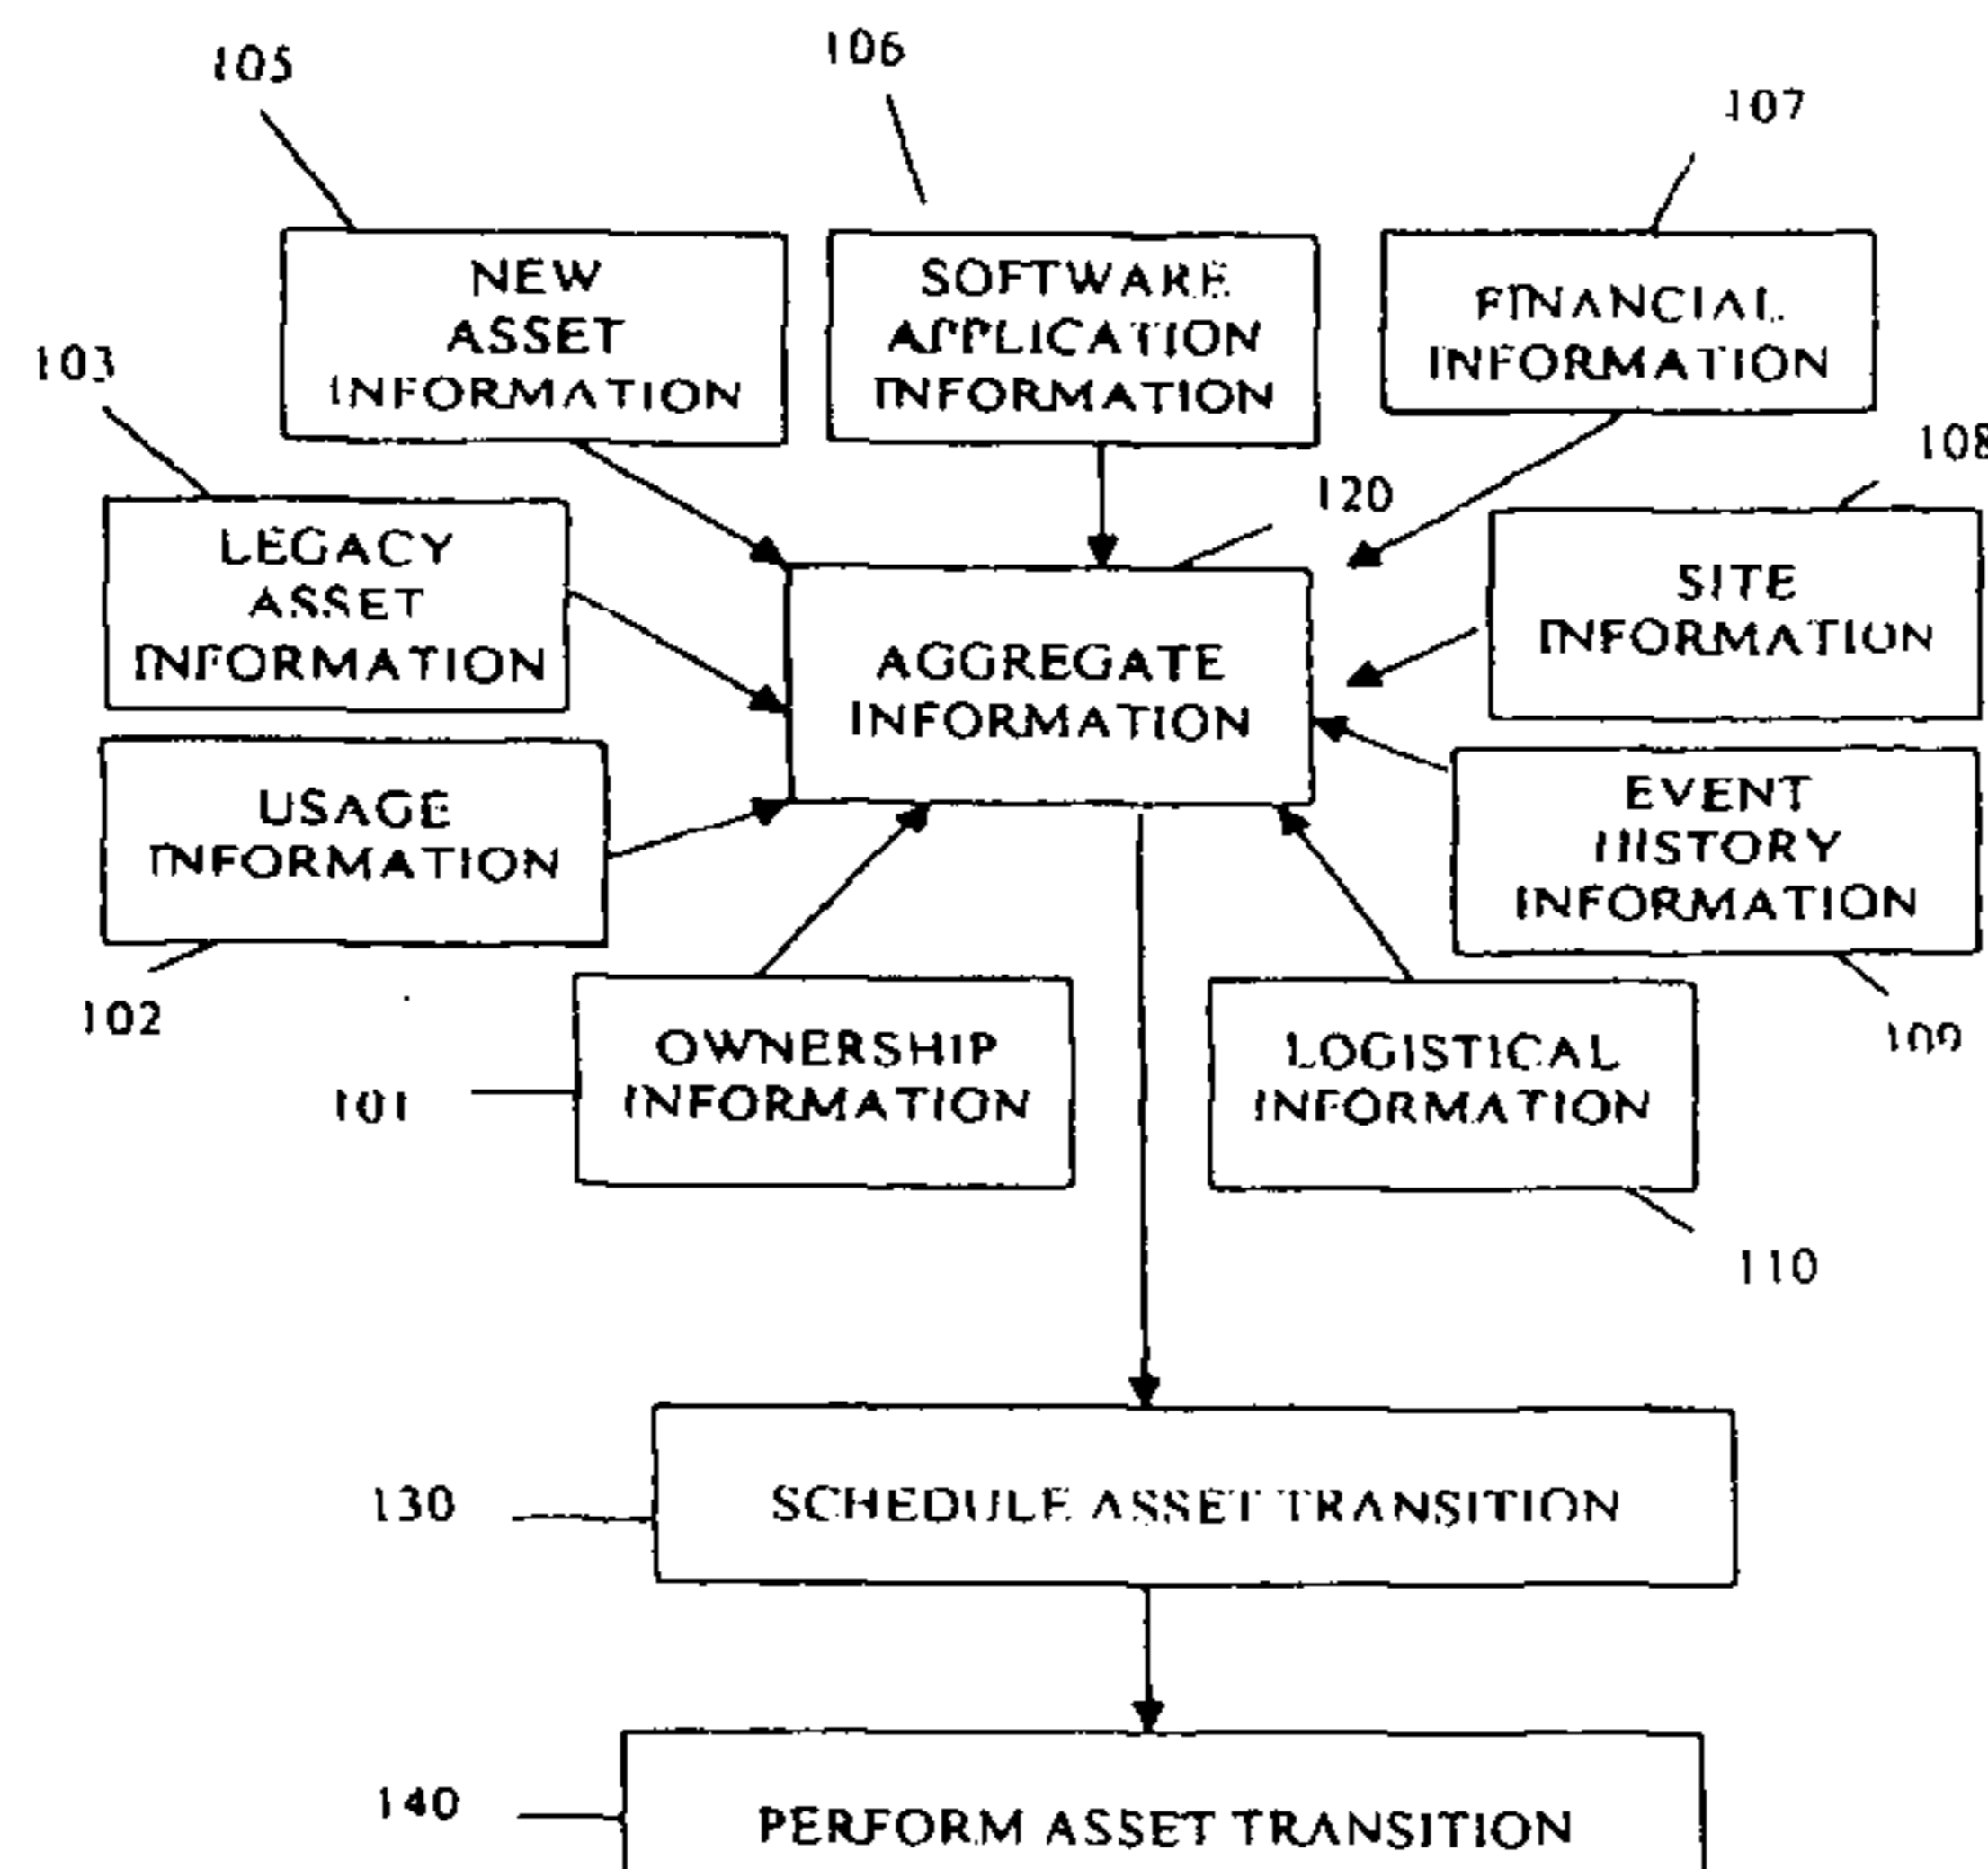 105
106
107
NEW
ASSET
INFORMATION
SOFTWARE
APPLICATION
INFORMATION
FINANCIAL
INFORMATION
103
108
120
LEGACY
ASSET
INFORMATION
SITE
INFORMATION
AGGREGATE
INFORMATION
USAGE
INFORMATION
EVENT
HISTORY
INFORMATION
102
109
OWNERSHIP
INFORMATION
LOGISTICAL
INFORMATION
101
110
130
SCHEDULE ASSET TRANSITION
140
PERFORM ASSET TRANSITION